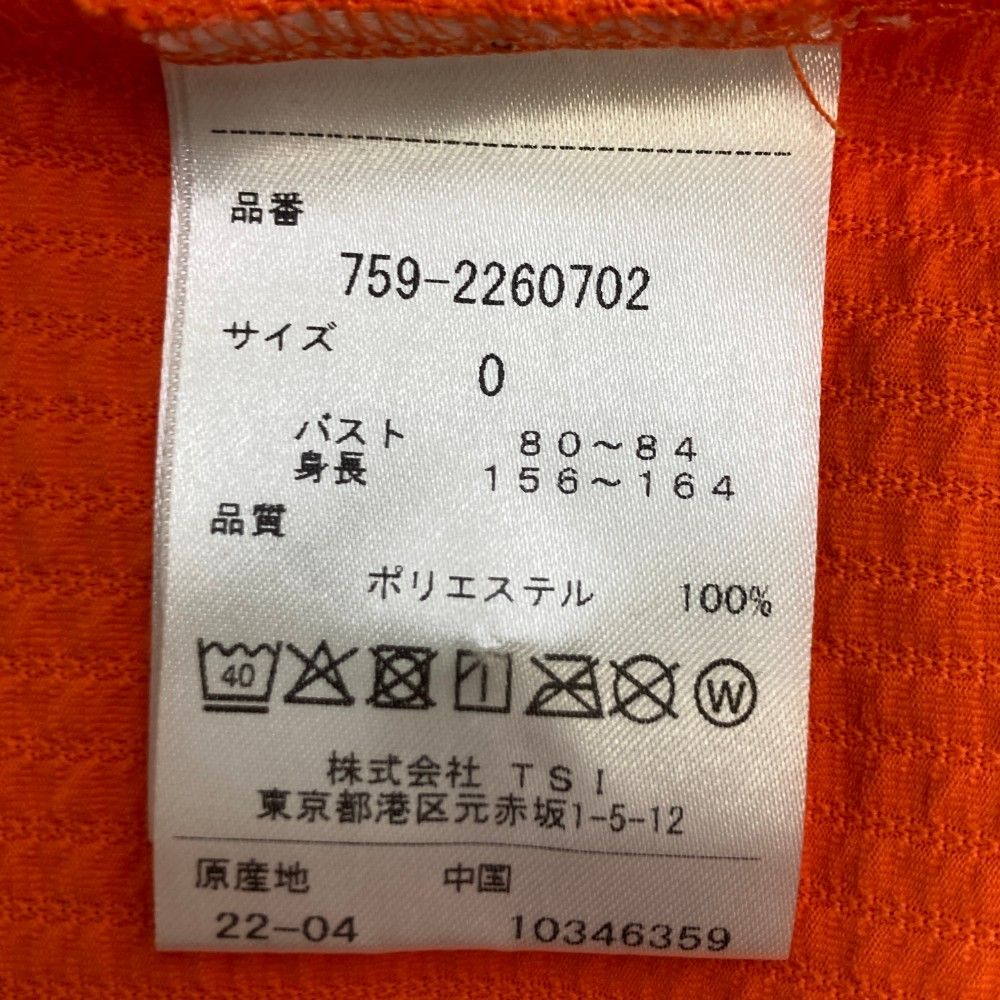 品番
759-2260702
サイズ
0
バスト 80～84
身長 156～164
品質
ポリエステル 100%
40 W
株式会社 TSI
東京都港区元赤坂1-5-12
原産地 中国
22-04 10346359